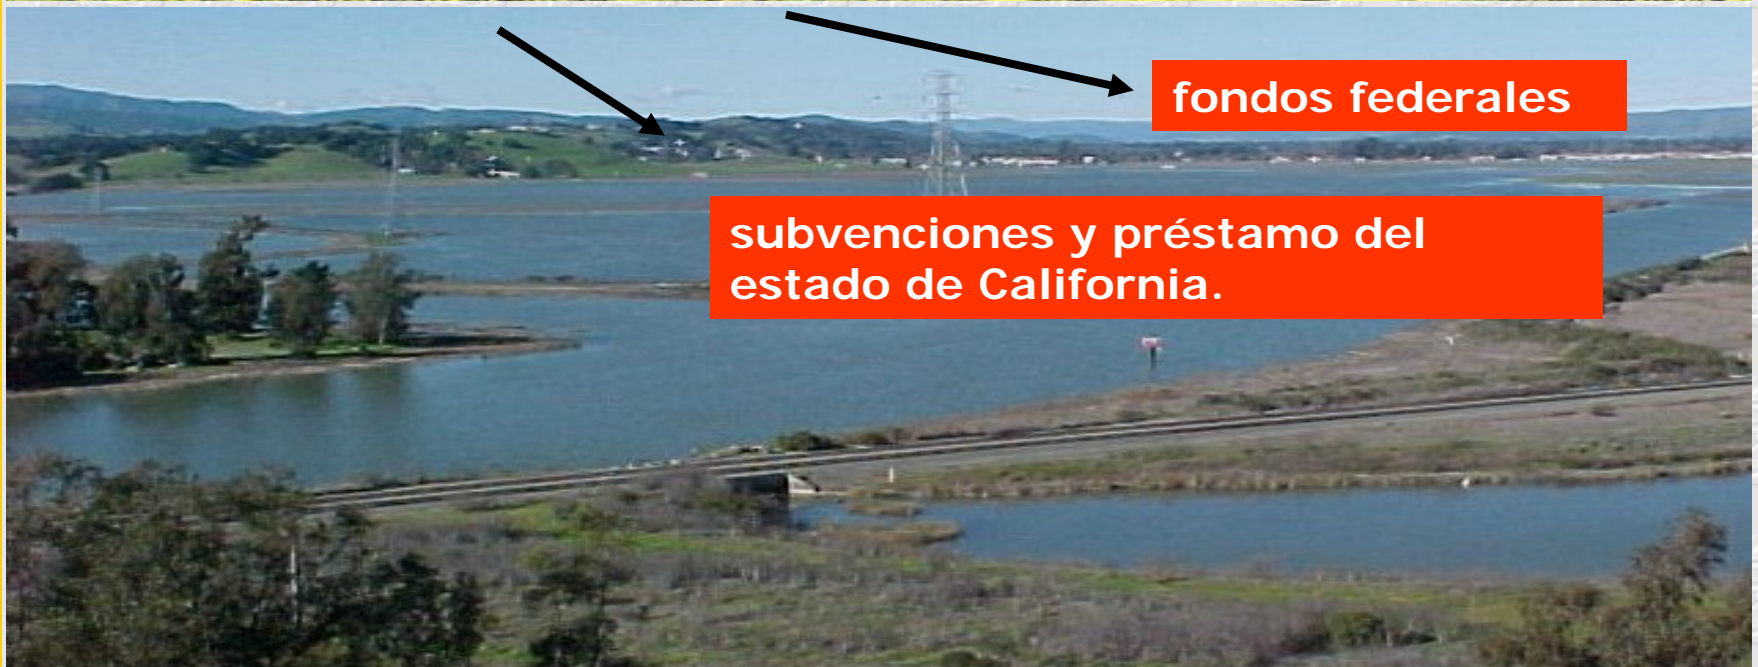 fondos federales
subvenciones y préstamo del
estado de California.